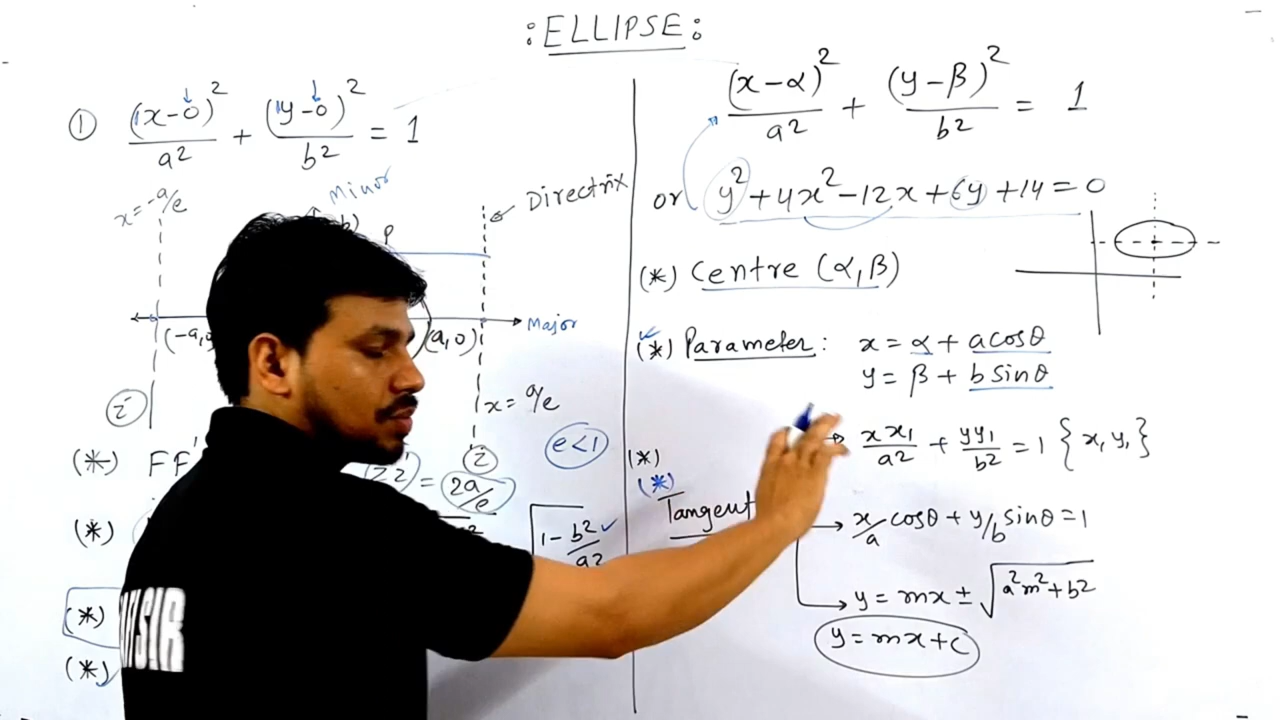 : ELLIPSE :
① (x-0)²/a² + (y-0)²/b² = 1
x = -a/e
Minor
b)
P
Directrix
(-a,0
(a,0)
Major
Z'
x = a/e
e<1
Z
(*) FF'
ZZ') = 2a/e
(*)
1 - b²/a²
(*)
(*)
VSIR
(x-α)²/a² + (y-β)²/b² = 1
or y² + 4x² - 12x + 6y + 14 = 0
(*) Centre (α,β)
(*) Parameter : x = α + a cosθ
y = β + b sinθ
(*)
(*)
Tangent
→ xx₁/a² + yy₁/b² = 1 { x₁ y₁ }
→ x/a cosθ + y/b sinθ = 1
→ y = mx ± √a²m² + b²
y = mx + c